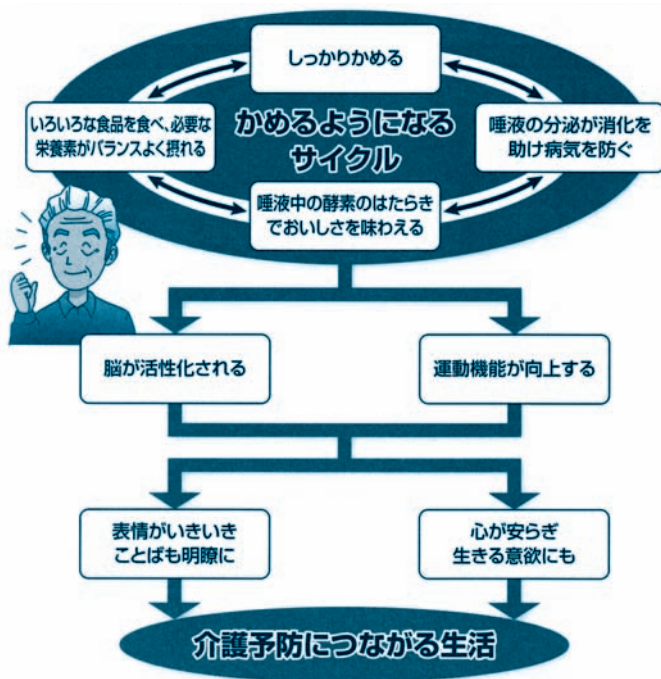 しっかりかめる
いろいろな食品を食べ、必要な
栄養素がバランスよく摂れる
かめるようになる
サイクル
唾液の分泌が消化を
助け病気を防ぐ
唾液中の酵素のはたらき
でおいしさを味わえる
脳が活性化される
運動機能が向上する
表情がいきいき
ことばも明瞭に
心が安らぎ
生きる意欲にも
介護予防につながる生活